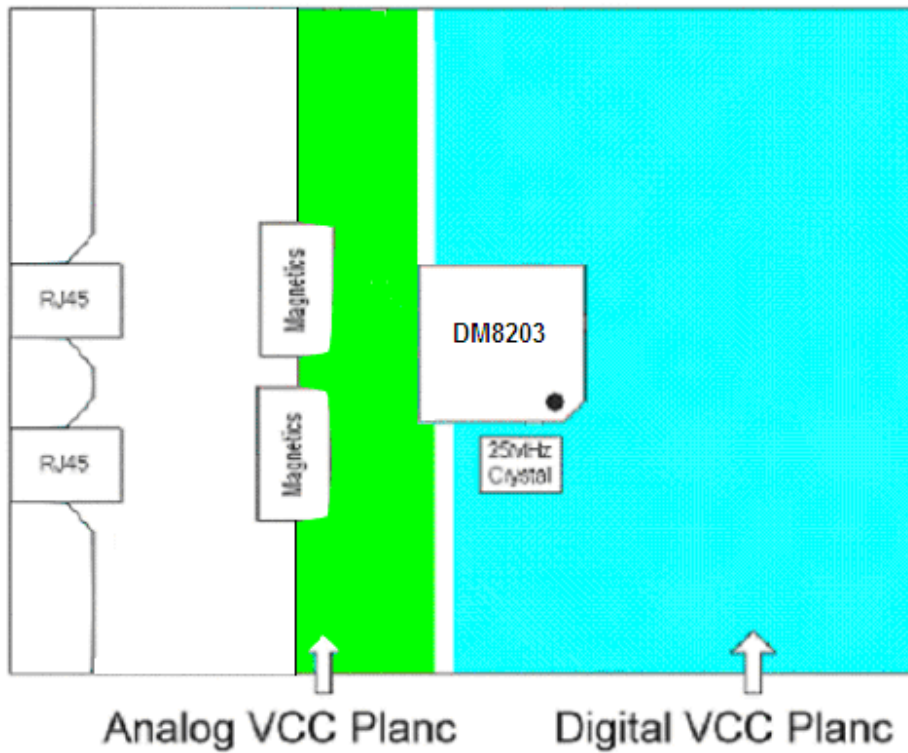 RJ45
Magnetics
DM8203
Magnetics
RJ45
25MHz
Crystal
Analog VCC Planc
Digital VCC Planc